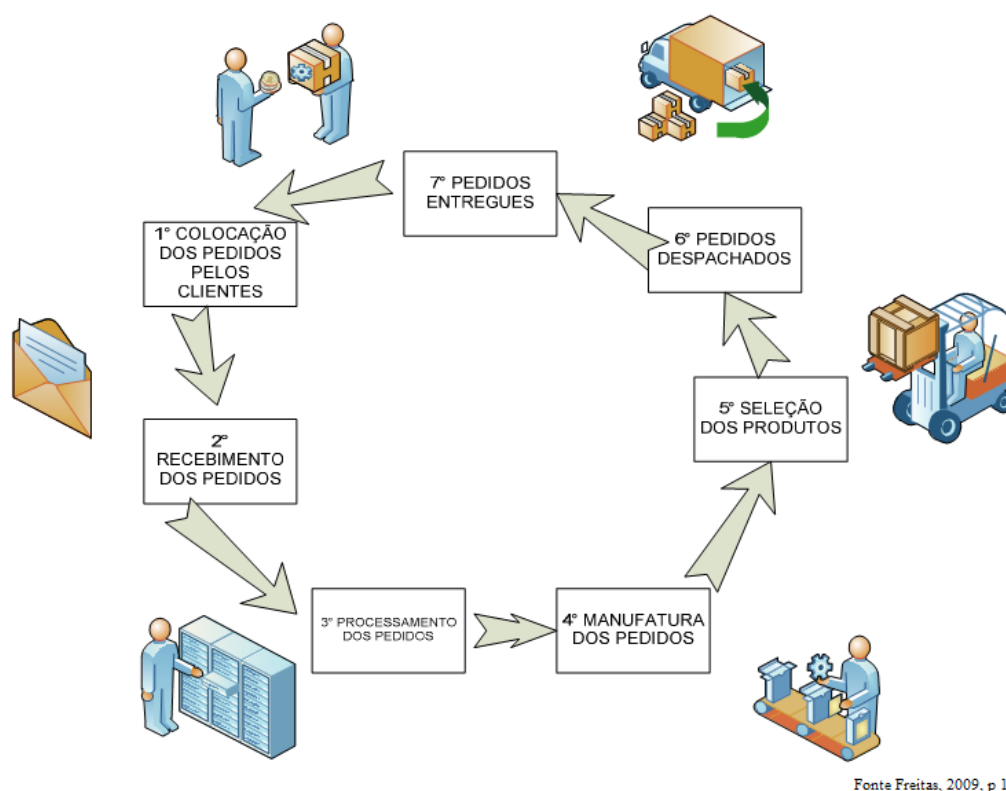 1° COLOCAÇÃO
DOS PEDIDOS
PELOS
CLIENTES
2°
RECEBIMENTO
DOS PEDIDOS
3° PROCESSAMENTO
DOS PEDIDOS
4° MANUFATURA
DOS PEDIDOS
5° SELEÇÃO
DOS PRODUTOS
6° PEDIDOS
DESPACHADOS
7° PEDIDOS
ENTREGUES
Fonte Freitas, 2009, p 1